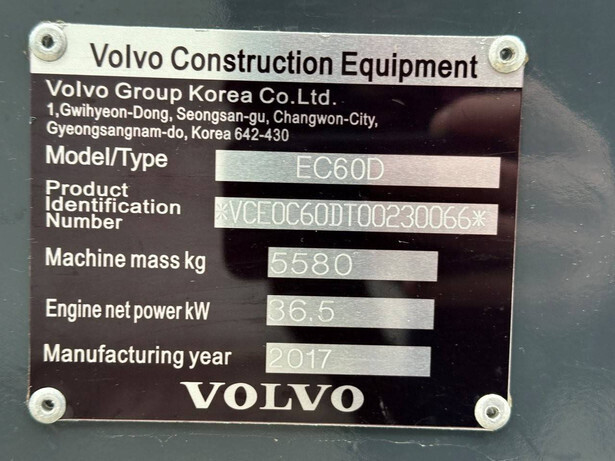 Volvo Construction Equipment
Volvo Group Korea Co.Ltd.
1,Gwihyeon-Dong, Seongsan-gu, Changwon-City,
Gyeongsangnam-do, Korea 642-430
Model/Type EC60D
Product
Identification
Number *VCE0C60DT00230066*
Machine mass kg 5580
Engine net power kW 36.5
Manufacturing year 2017
VOLVO